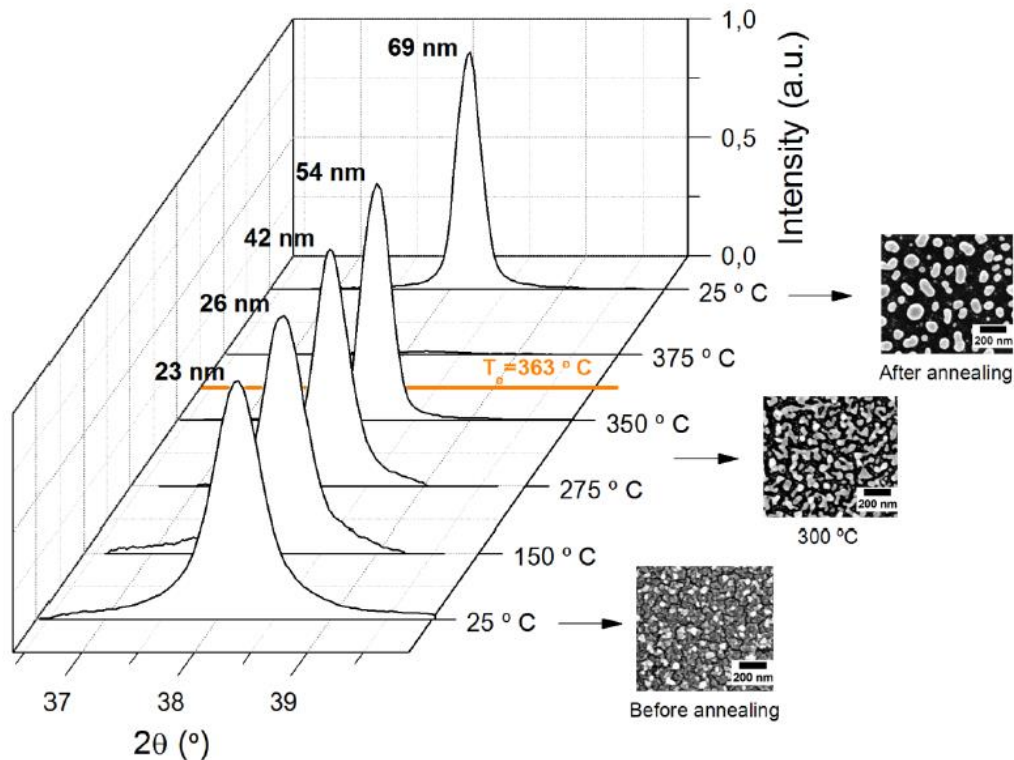 1,0
69 nm
Intensity (a.u.)
0,5
54 nm
42 nm
0,0
26 nm
25 º C
200 nm
After annealing
375 º C
23 nm
Tₑ=363 º C
350 º C
200 nm
300 ºC
275 º C
150 º C
25 º C
200 nm
Before annealing
37
38
39
2θ (º)